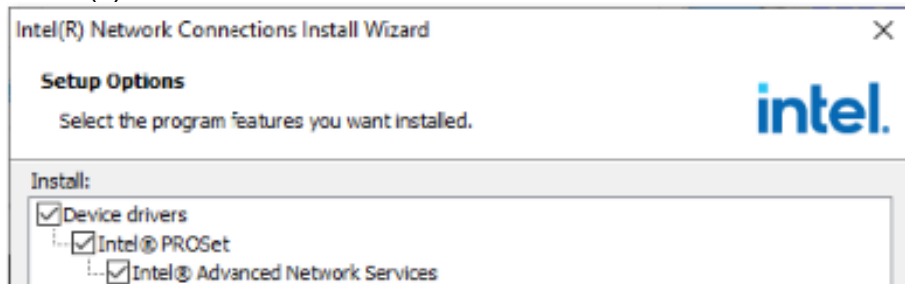 Intel(R) Network Connections Install Wizard
Setup Options
Select the program features you want installed.
intel.
Install:
Device drivers
Intel® PROSet
Intel® Advanced Network Services